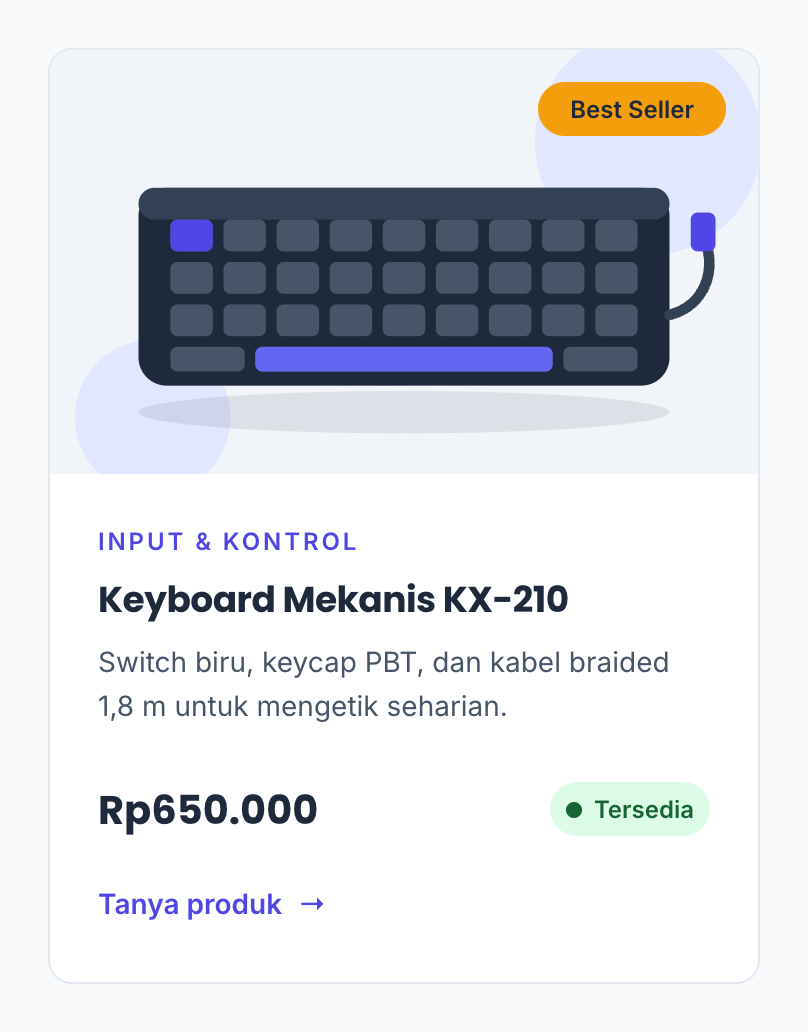 Best Seller
INPUT & KONTROL
Keyboard Mekanis KX-210
Switch biru, keycap PBT, dan kabel braided
1,8 m untuk mengetik seharian.
Rp650.000
Tersedia
Tanya produk →